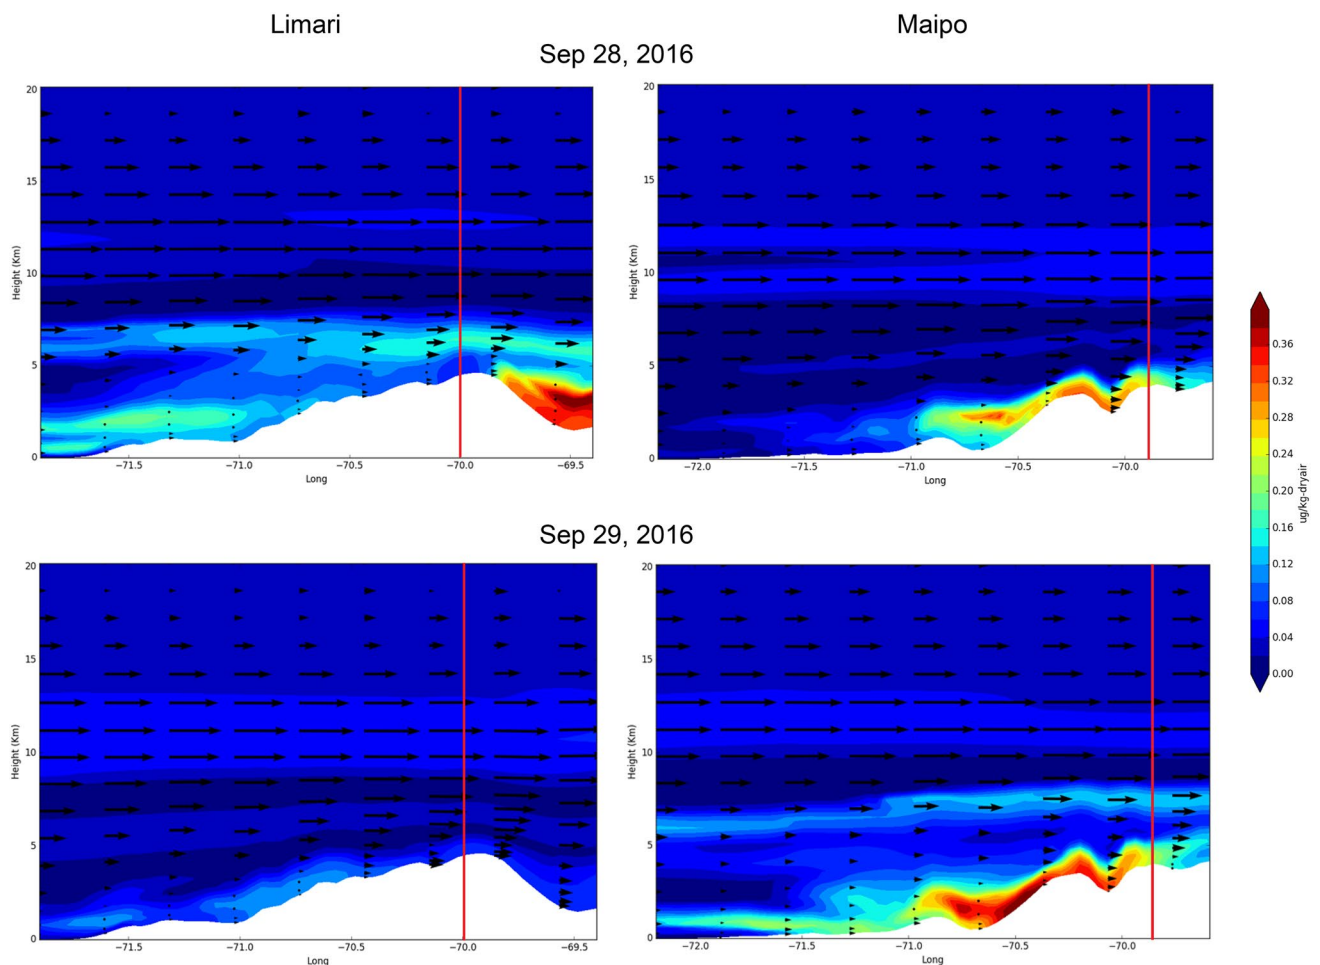 Limari
Maipo
Sep 28, 2016
20
15
10
5
0
Height (Km)
−71.5 −71.0 −70.5 −70.0 −69.5
Long
20
15
10
5
0
Height (Km)
−72.0 −71.5 −71.0 −70.5 −70.0
Long
0.36
0.32
0.28
0.24
0.20
0.16
0.12
0.08
0.04
0.00
ug/kg-dryair
Sep 29, 2016
20
15
10
5
0
Height (Km)
−71.5 −71.0 −70.5 −70.0 −69.5
Long
20
15
10
5
0
Height (Km)
−72.0 −71.5 −71.0 −70.5 −70.0
Long